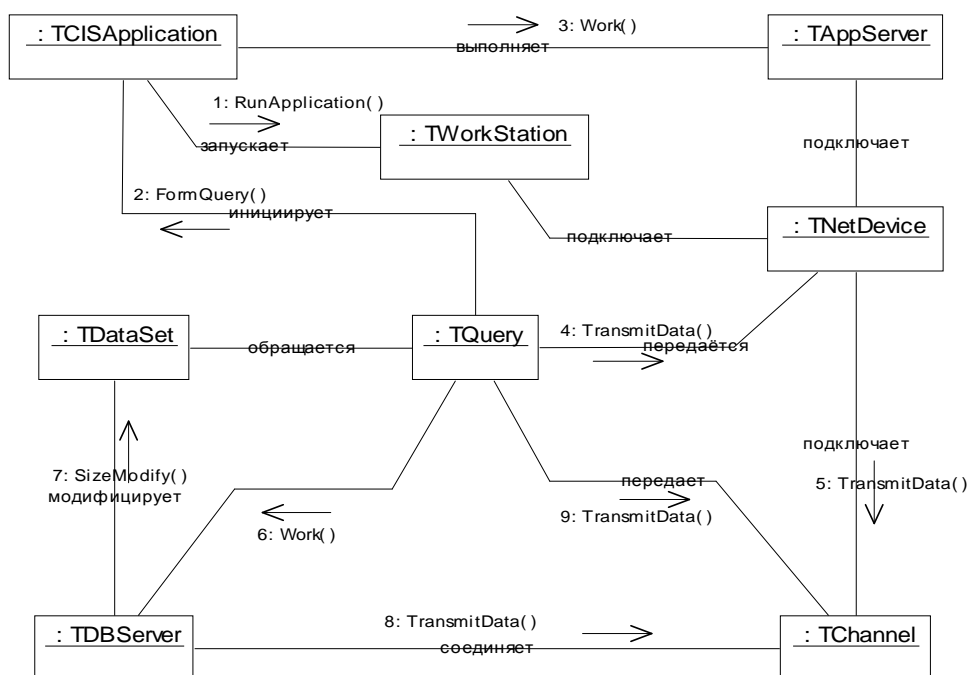 : TCISApplication
3: Work( )
выполняет
: TAppServer
1: RunApplication( )
запускает
: TWorkStation
подключает
2: FormQuery( )
инициирует
подключает
: TNetDevice
: TDataSet
обращается
: TQuery
4: TransmitData( )
передаётся
7: SizeModify( )
модифицирует
6: Work( )
передает
9: TransmitData( )
подключает
5: TransmitData( )
: TDBServer
8: TransmitData( )
соединяет
: TChannel